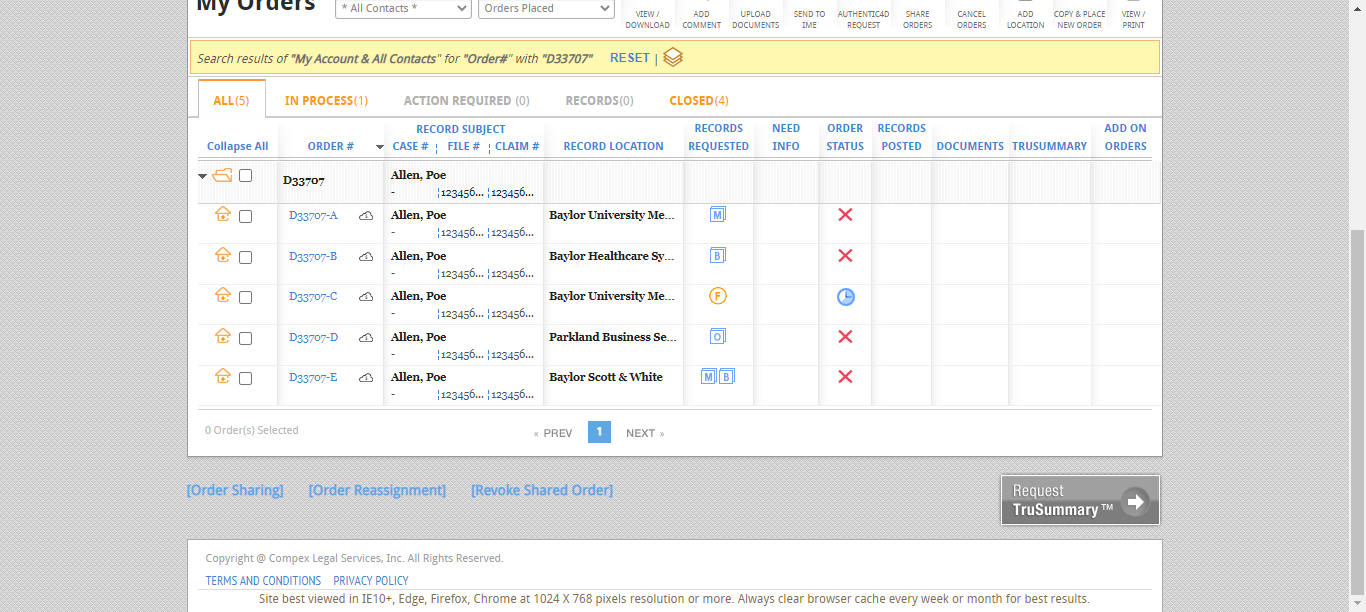 My Orders
* All Contacts *
Orders Placed
VIEW / DOWNLOAD
ADD COMMENT
UPLOAD DOCUMENTS
SEND TO IME
AUTHENTIC4D REQUEST
SHARE ORDERS
CANCEL ORDERS
ADD LOCATION
COPY & PLACE NEW ORDER
VIEW / PRINT
Search results of "My Account & All Contacts" for "Order#" with "D33707" RESET |
ALL(5) IN PROCESS(1) ACTION REQUIRED (0) RECORDS(0) CLOSED(4)
Collapse All
ORDER #
RECORD SUBJECT
CASE # ¦ FILE # ¦ CLAIM #
RECORD LOCATION
RECORDS REQUESTED
NEED INFO
ORDER STATUS
RECORDS POSTED
DOCUMENTS
TRUSUMMARY
ADD ON ORDERS
D33707 Allen, Poe
- ¦123456... ¦123456...
D33707-A Allen, Poe Baylor University Me... M
- ¦123456... ¦123456...
D33707-B Allen, Poe Baylor Healthcare Sy... B
- ¦123456... ¦123456...
D33707-C Allen, Poe Baylor University Me... F
- ¦123456... ¦123456...
D33707-D Allen, Poe Parkland Business Se... O
- ¦123456... ¦123456...
D33707-E Allen, Poe Baylor Scott & White M B
- ¦123456... ¦123456...
0 Order(s) Selected
« PREV 1 NEXT »
[Order Sharing] [Order Reassignment] [Revoke Shared Order]
Request
TruSummary™
Copyright @ Compex Legal Services, Inc. All Rights Reserved.
TERMS AND CONDITIONS PRIVACY POLICY
Site best viewed in IE10+, Edge, Firefox, Chrome at 1024 X 768 pixels resolution or more. Always clear browser cache every week or month for best results.